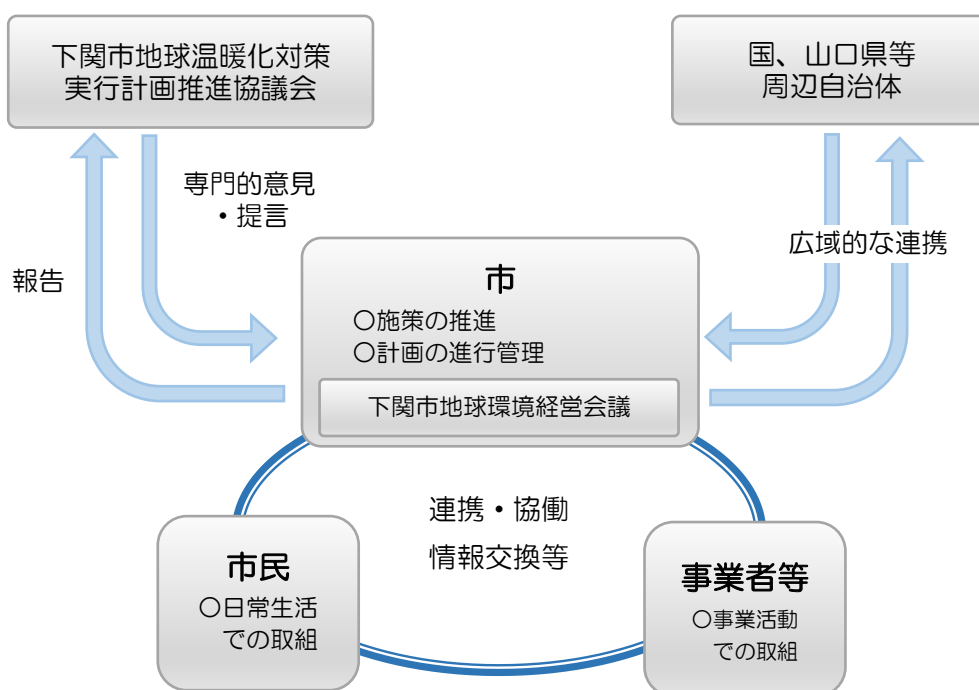 下関市地球温暖化対策
実行計画推進協議会
国、山口県等
周辺自治体
専門的意見
・提言
報告
広域的な連携
市
○施策の推進
○計画の進行管理
下関市地球環境経営会議
連携・協働
情報交換等
市民
○日常生活
での取組
事業者等
○事業活動
での取組